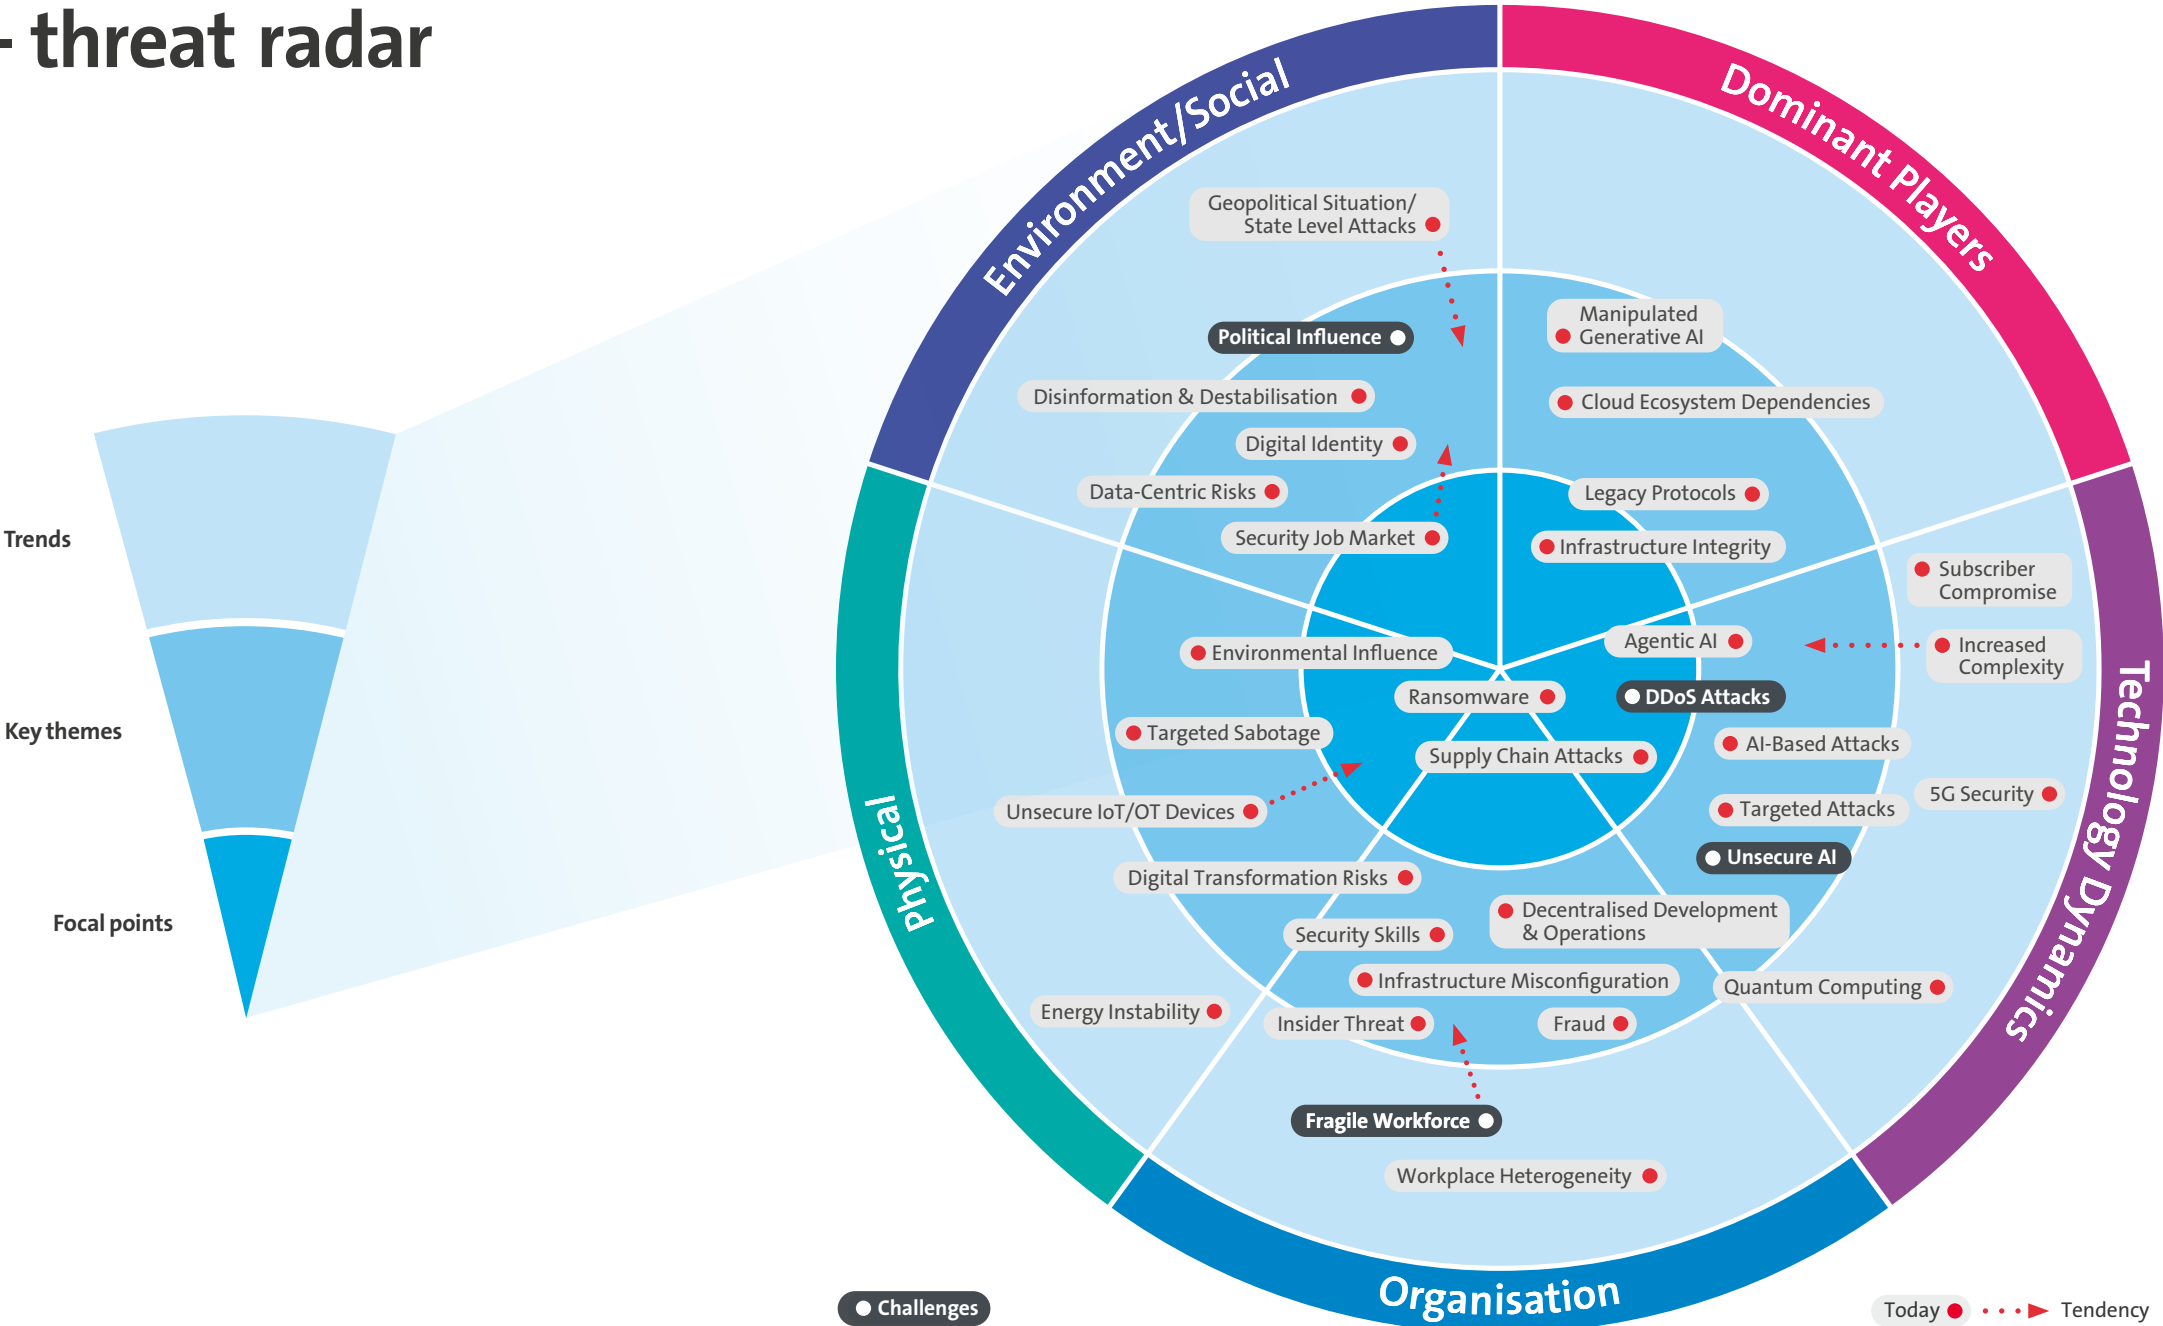 - threat radar
Trends
Key themes
Focal points
Environment/Social
Dominant Players
Technology Dynamics
Organisation
Physical
Geopolitical Situation/
State Level Attacks
Political Influence
Disinformation & Destabilisation
Digital Identity
Data-Centric Risks
Security Job Market
Manipulated
Generative AI
Cloud Ecosystem Dependencies
Legacy Protocols
Infrastructure Integrity
Subscriber
Compromise
Agentic AI
Increased
Complexity
DDoS Attacks
AI-Based Attacks
5G Security
Targeted Attacks
Unsecure AI
Quantum Computing
Environmental Influence
Ransomware
Targeted Sabotage
Supply Chain Attacks
Unsecure IoT/OT Devices
Digital Transformation Risks
Energy Instability
Decentralised Development
& Operations
Security Skills
Infrastructure Misconfiguration
Insider Threat
Fraud
Fragile Workforce
Workplace Heterogeneity
Challenges
Today
Tendency